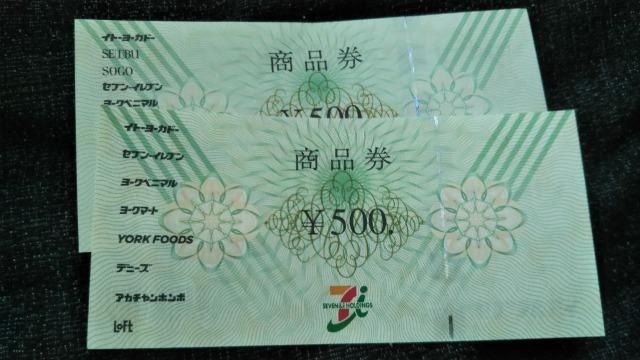 イトーヨーカドー
SEIBU
SOGO
セブン-イレブン
ヨークベニマル
商品券
¥500
イトーヨーカドー
セブン-イレブン
ヨークベニマル
ヨークマート
YORK FOODS
デニーズ
アカチャンホンポ
LoFt
商品券
¥500.
7i
SEVEN & i HOLDINGS